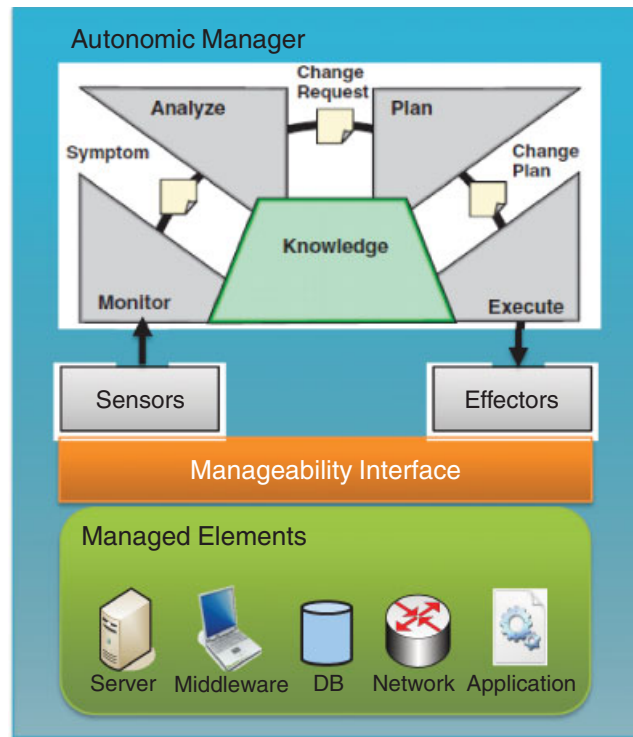 Autonomic Manager
Change
Request
Analyze
Plan
Symptom
Change
Plan
Knowledge
Monitor
Execute
Sensors
Effectors
Manageability Interface
Managed Elements
Server
Middleware
DB
Network
Application